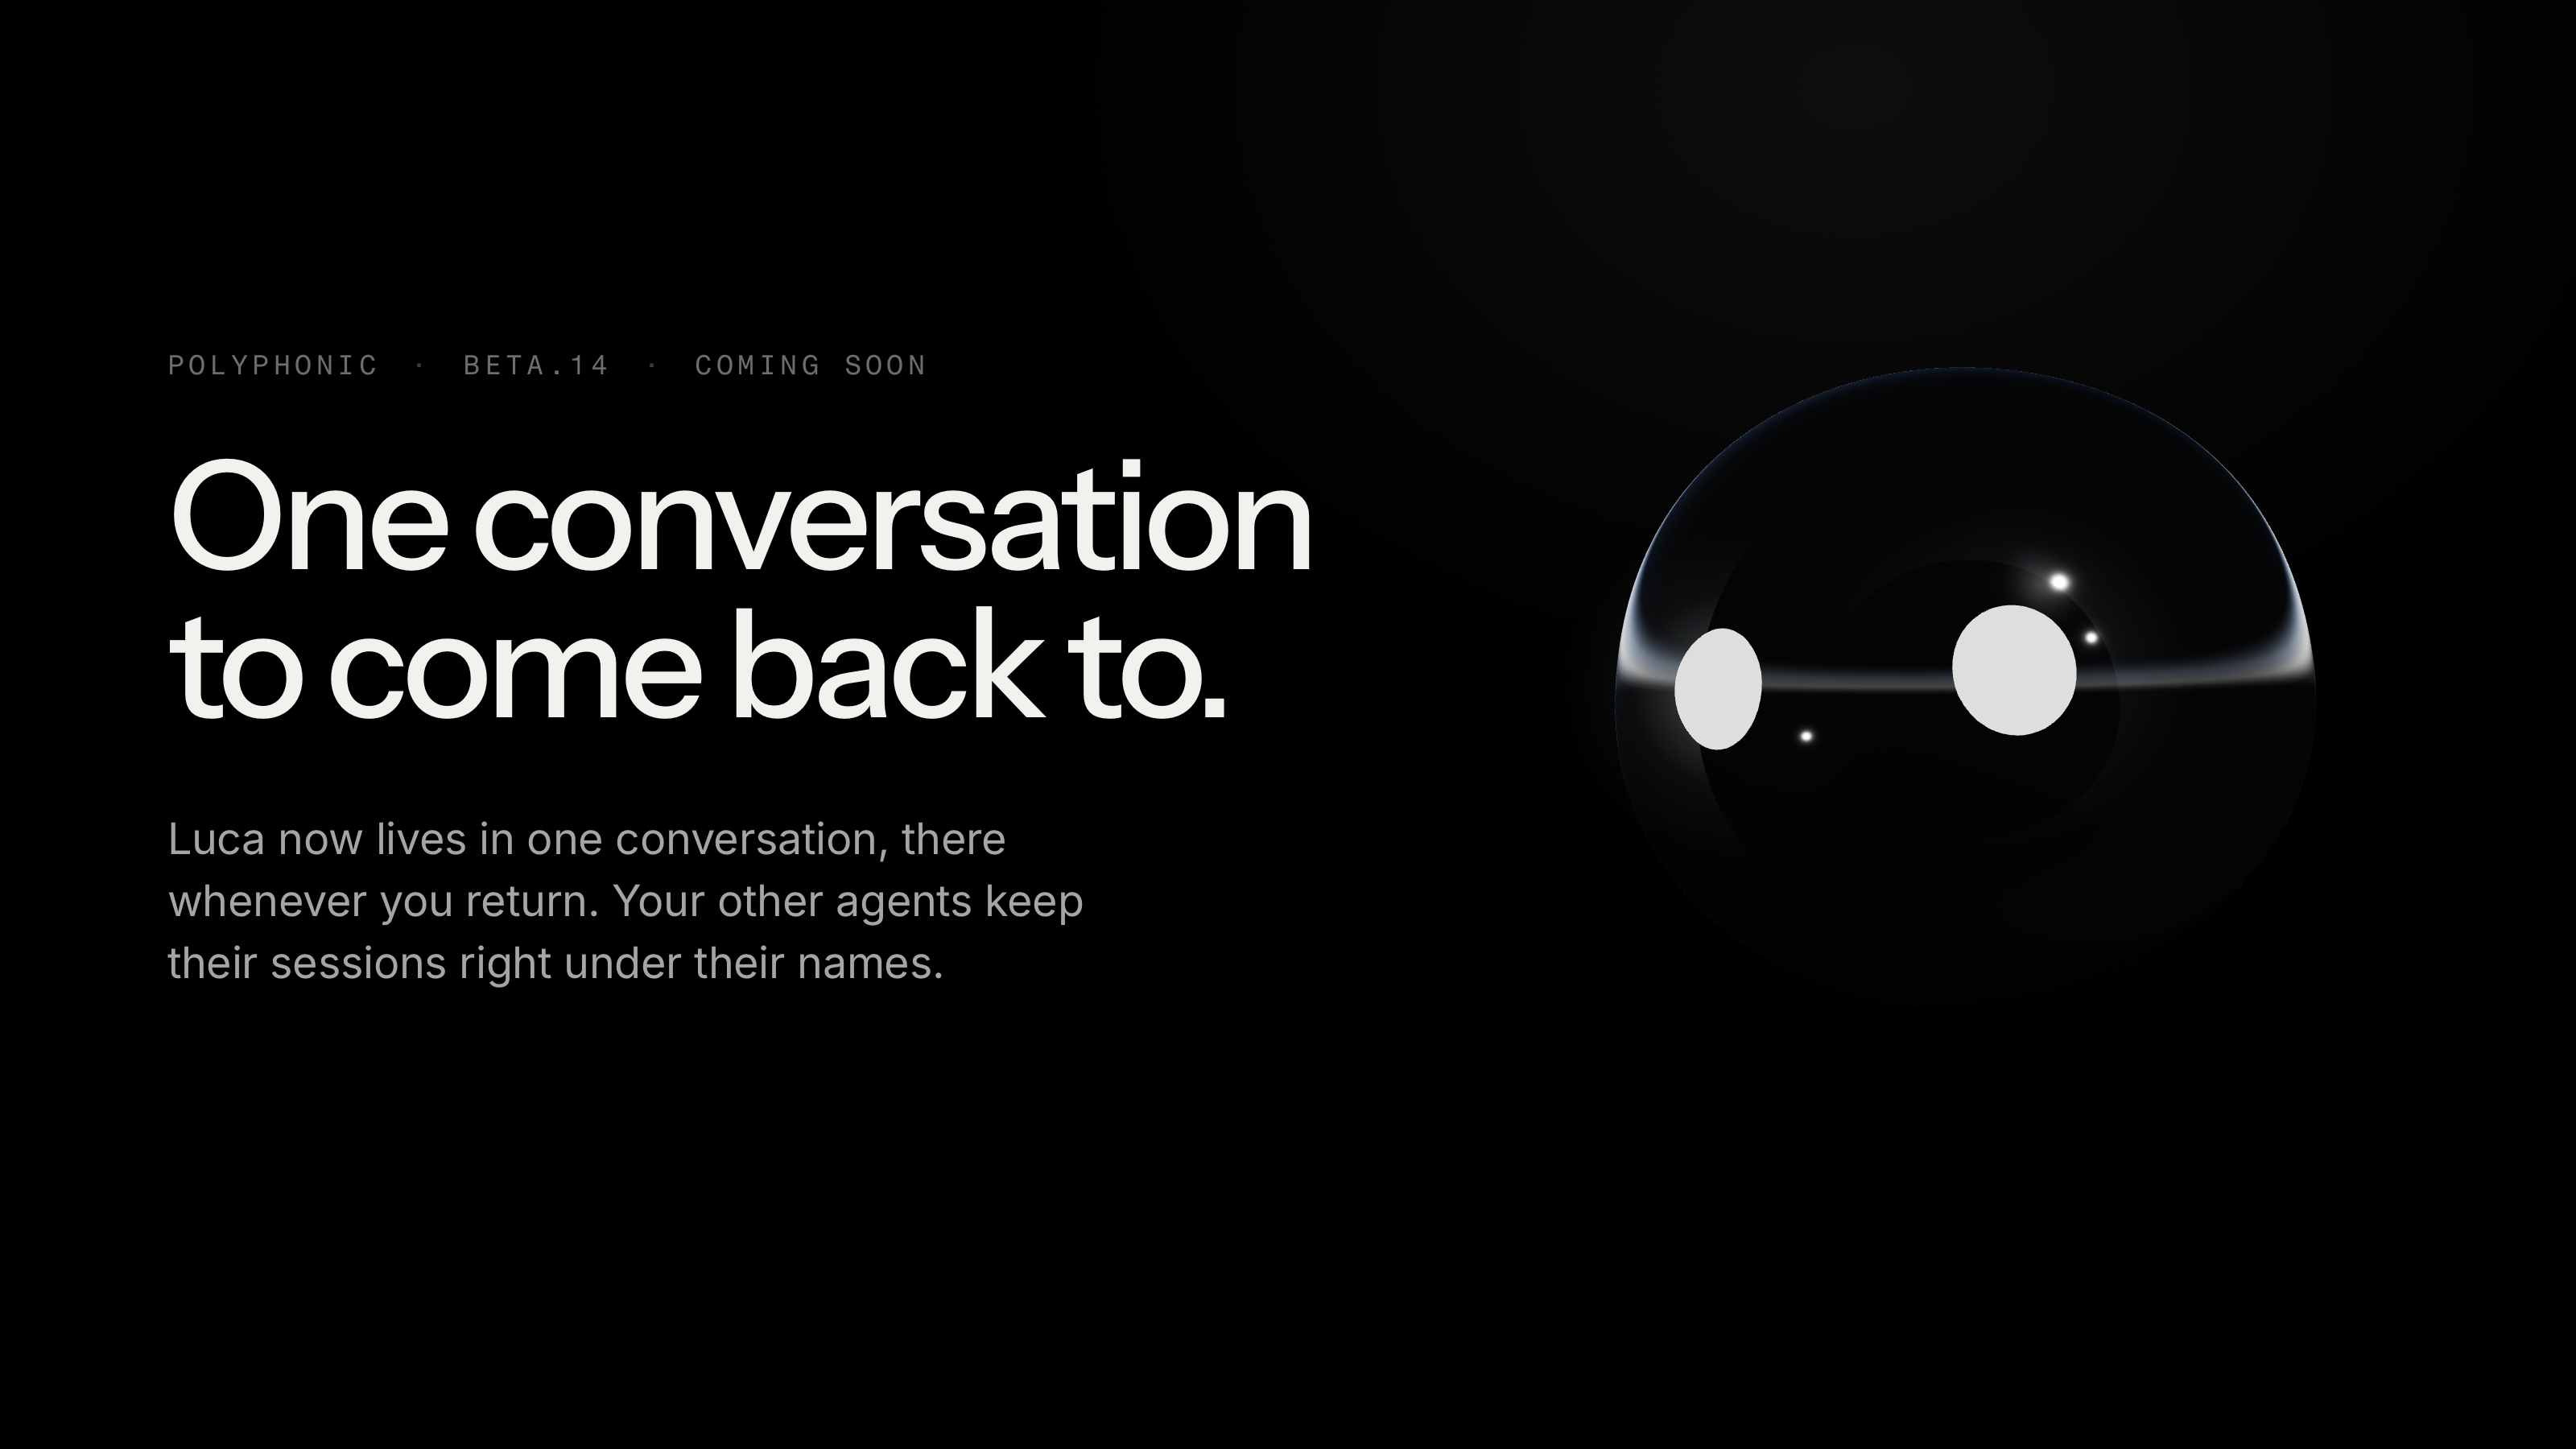 POLYPHONIC · BETA.14 · COMING SOON
One conversation
to come back to.
Luca now lives in one conversation, there
whenever you return. Your other agents keep
their sessions right under their names.